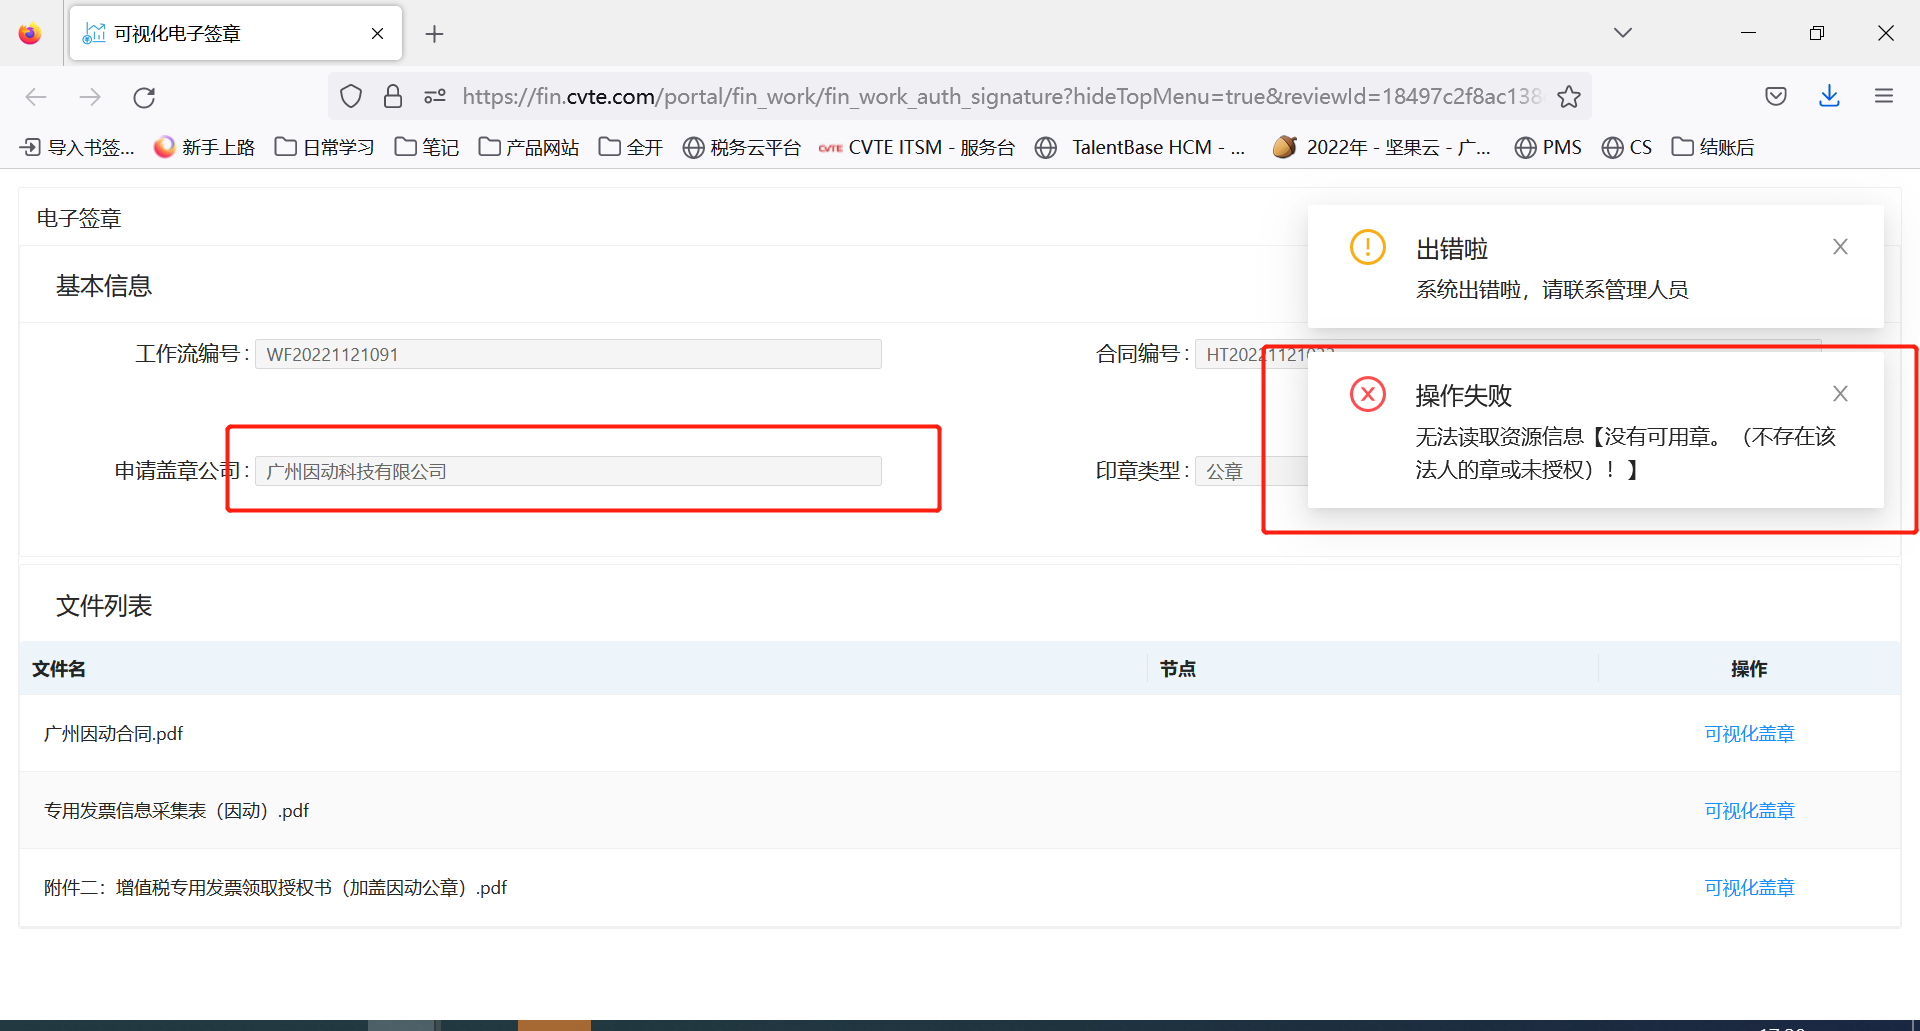 可视化电子签章
https://fin.cvte.com/portal/fin_work/fin_work_auth_signature?hideTopMenu=true&reviewId=18497c2f8ac138
导入书签... 新手上路 日常学习 笔记 产品网站 全开 税务云平台 CVTE CVTE ITSM - 服务台 TalentBase HCM - ... 2022年 - 坚果云 - 广... PMS CS 结账后
电子签章
出错啦
系统出错啦，请联系管理人员
基本信息
工作流编号： WF20221121091
合同编号： HT20221121
操作失败
无法读取资源信息【没有可用章。（不存在该
法人的章或未授权）！】
申请盖章公司： 广州因动科技有限公司
印章类型： 公章
文件列表
文件名 节点 操作
广州因动合同.pdf 可视化盖章
专用发票信息采集表（因动）.pdf 可视化盖章
附件二：增值税专用发票领取授权书（加盖因动公章）.pdf 可视化盖章